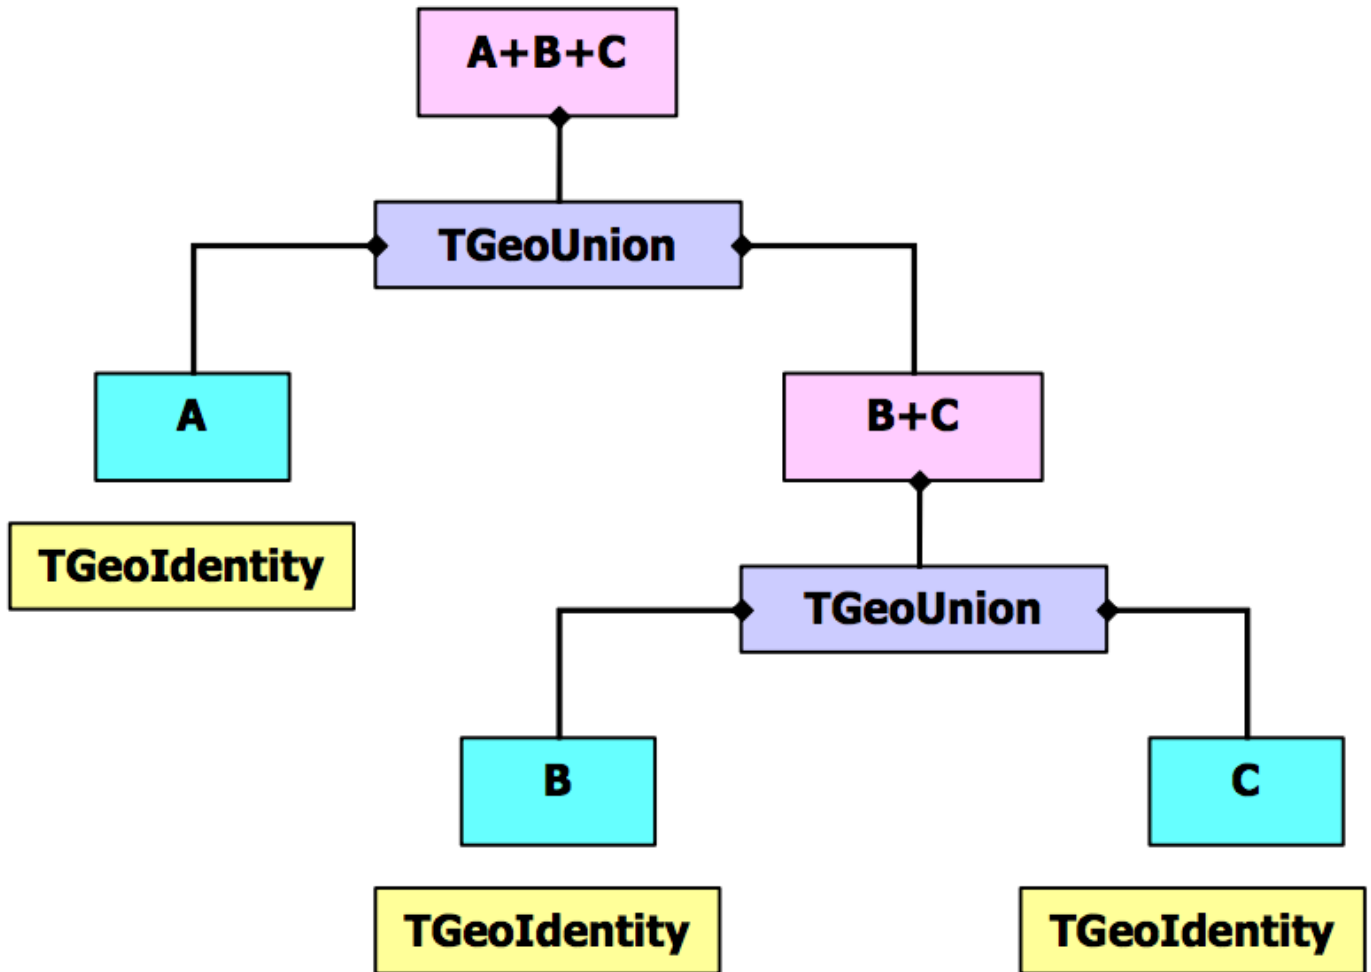 A+B+C
TGeoUnion
A
B+C
TGeoIdentity
TGeoUnion
B
C
TGeoIdentity
TGeoIdentity